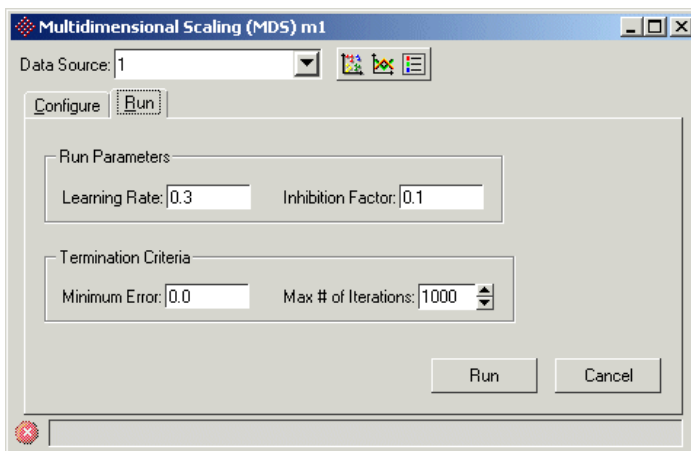 Multidimensional Scaling (MDS) m1
Data Source: 1
Configure Run
Run Parameters
Learning Rate: 0.3 Inhibition Factor: 0.1
Termination Criteria
Minimum Error: 0.0 Max # of Iterations: 1000
Run Cancel